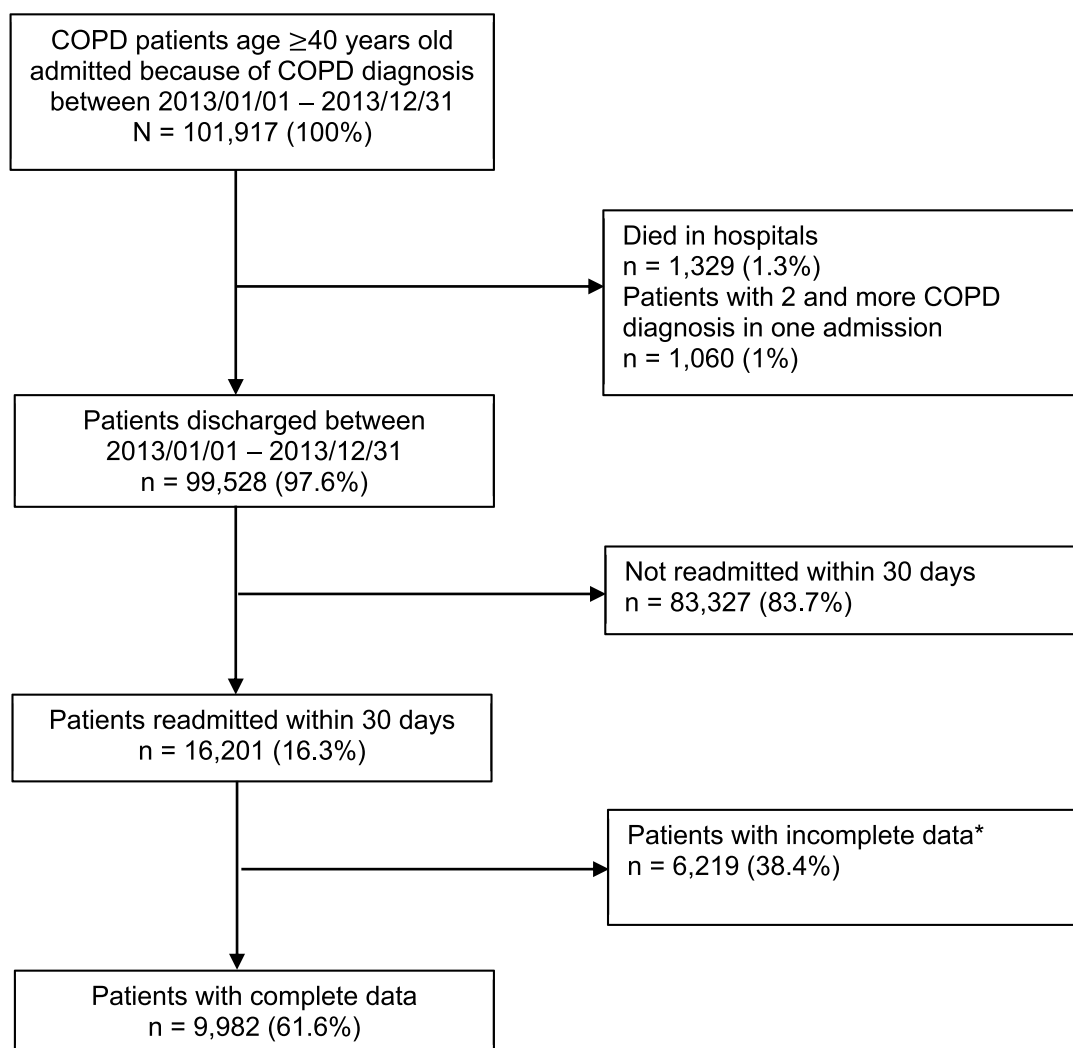 COPD patients age ≥40 years old
admitted because of COPD diagnosis
between 2013/01/01 – 2013/12/31
N = 101,917 (100%)
Died in hospitals
n = 1,329 (1.3%)
Patients with 2 and more COPD
diagnosis in one admission
n = 1,060 (1%)
Patients discharged between
2013/01/01 – 2013/12/31
n = 99,528 (97.6%)
Not readmitted within 30 days
n = 83,327 (83.7%)
Patients readmitted within 30 days
n = 16,201 (16.3%)
Patients with incomplete data*
n = 6,219 (38.4%)
Patients with complete data
n = 9,982 (61.6%)